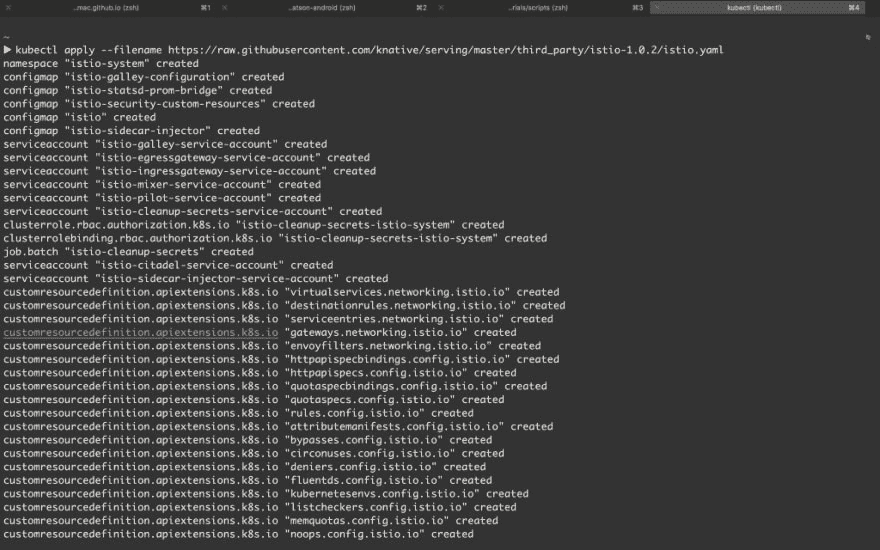 ...mac.github.io (zsh) ⌘1 ...atson-android (zsh) ⌘2 ...rials/scripts (zsh) ⌘3 kubectl (kubectl) ⌘4
~
kubectl apply --filename https://raw.githubusercontent.com/knative/serving/master/third_party/istio-1.0.2/istio.yaml
namespace "istio-system" created
configmap "istio-galley-configuration" created
configmap "istio-statsd-prom-bridge" created
configmap "istio-security-custom-resources" created
configmap "istio" created
configmap "istio-sidecar-injector" created
serviceaccount "istio-galley-service-account" created
serviceaccount "istio-egressgateway-service-account" created
serviceaccount "istio-ingressgateway-service-account" created
serviceaccount "istio-mixer-service-account" created
serviceaccount "istio-pilot-service-account" created
serviceaccount "istio-cleanup-secrets-service-account" created
clusterrole.rbac.authorization.k8s.io "istio-cleanup-secrets-istio-system" created
clusterrolebinding.rbac.authorization.k8s.io "istio-cleanup-secrets-istio-system" created
job.batch "istio-cleanup-secrets" created
serviceaccount "istio-citadel-service-account" created
serviceaccount "istio-sidecar-injector-service-account" created
customresourcedefinition.apiextensions.k8s.io "virtualservices.networking.istio.io" created
customresourcedefinition.apiextensions.k8s.io "destinationrules.networking.istio.io" created
customresourcedefinition.apiextensions.k8s.io "serviceentries.networking.istio.io" created
customresourcedefinition.apiextensions.k8s.io "gateways.networking.istio.io" created
customresourcedefinition.apiextensions.k8s.io "envoyfilters.networking.istio.io" created
customresourcedefinition.apiextensions.k8s.io "httpapispecbindings.config.istio.io" created
customresourcedefinition.apiextensions.k8s.io "httpapispecs.config.istio.io" created
customresourcedefinition.apiextensions.k8s.io "quotaspecbindings.config.istio.io" created
customresourcedefinition.apiextensions.k8s.io "quotaspecs.config.istio.io" created
customresourcedefinition.apiextensions.k8s.io "rules.config.istio.io" created
customresourcedefinition.apiextensions.k8s.io "attributemanifests.config.istio.io" created
customresourcedefinition.apiextensions.k8s.io "bypasses.config.istio.io" created
customresourcedefinition.apiextensions.k8s.io "circonuses.config.istio.io" created
customresourcedefinition.apiextensions.k8s.io "deniers.config.istio.io" created
customresourcedefinition.apiextensions.k8s.io "fluentds.config.istio.io" created
customresourcedefinition.apiextensions.k8s.io "kubernetesenvs.config.istio.io" created
customresourcedefinition.apiextensions.k8s.io "listcheckers.config.istio.io" created
customresourcedefinition.apiextensions.k8s.io "memquotas.config.istio.io" created
customresourcedefinition.apiextensions.k8s.io "noops.config.istio.io" created